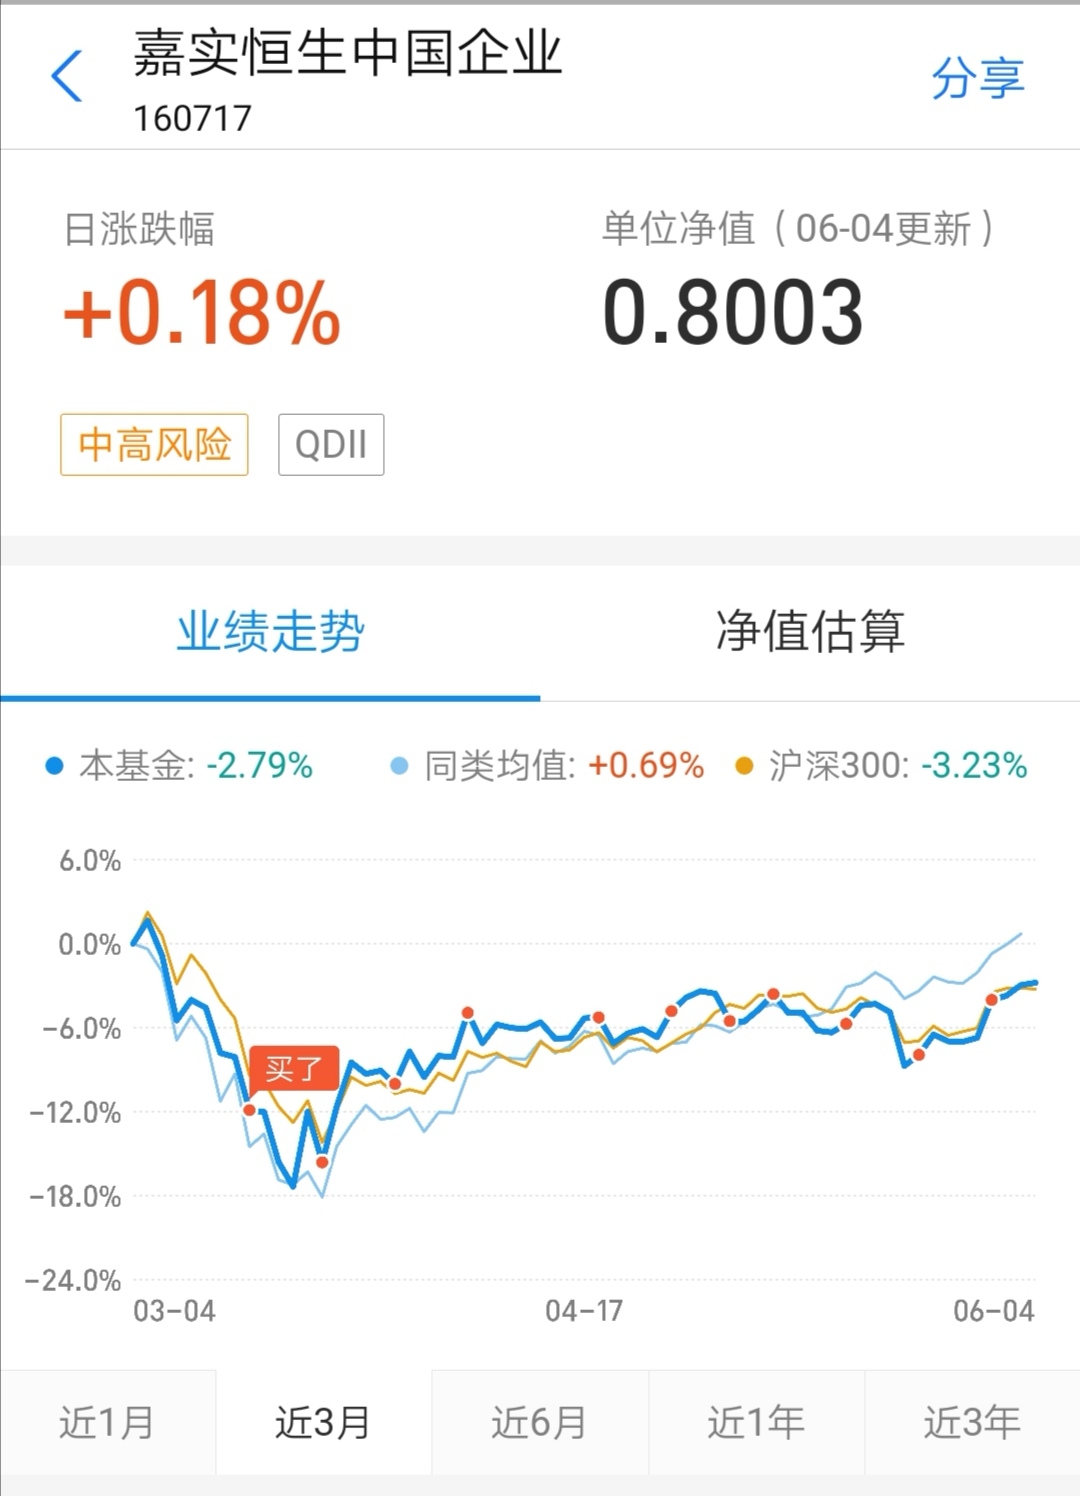 嘉实恒生中国企业
分享
160717
日涨跌幅
单位净值（06-04更新）
+0.18%
0.8003
中高风险
QDII
业绩走势
净值估算
本基金: -2.79%
同类均值: +0.69%
沪深300: -3.23%
6.0%
0.0%
-6.0%
买了
-12.0%
-18.0%
-24.0%
03-04
04-17
06-04
近1月
近3月
近6月
近1年
近3年